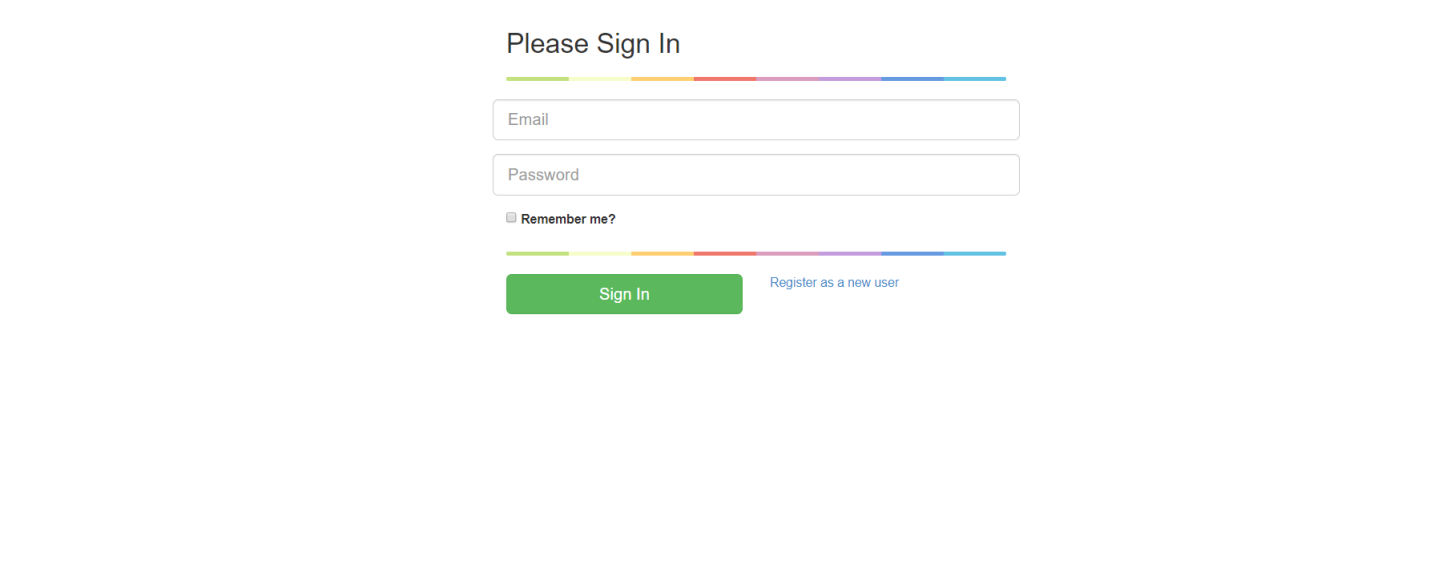 Please Sign In
Email
Password
Remember me?
Sign In
Register as a new user